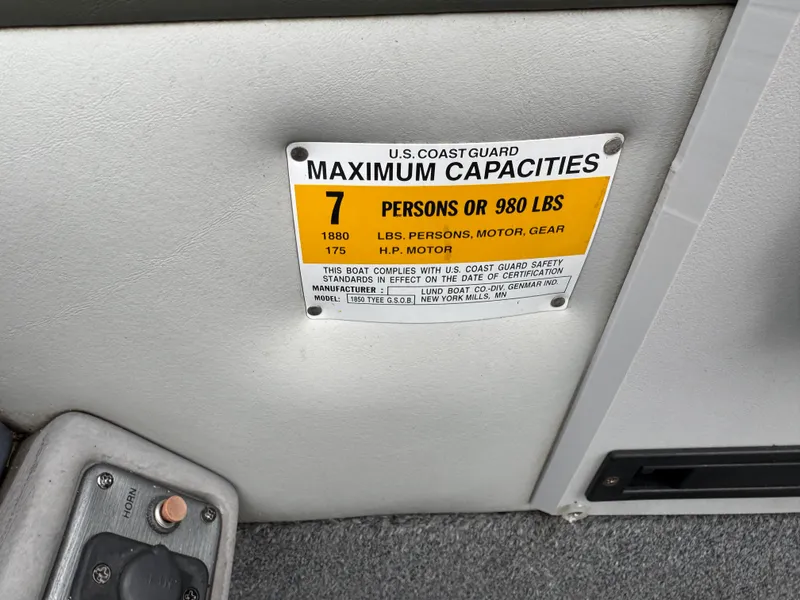 U.S. COAST GUARD
MAXIMUM CAPACITIES
7 PERSONS OR 980 LBS
1880 LBS. PERSONS, MOTOR, GEAR
175 H.P. MOTOR
THIS BOAT COMPLIES WITH U.S. COAST GUARD SAFETY
STANDARDS IN EFFECT ON THE DATE OF CERTIFICATION
MANUFACTURER : LUND BOAT CO.-DIV. GENMAR IND.
MODEL: 1850 TYEE G.S.O.B. NEW YORK MILLS, MN
HORN